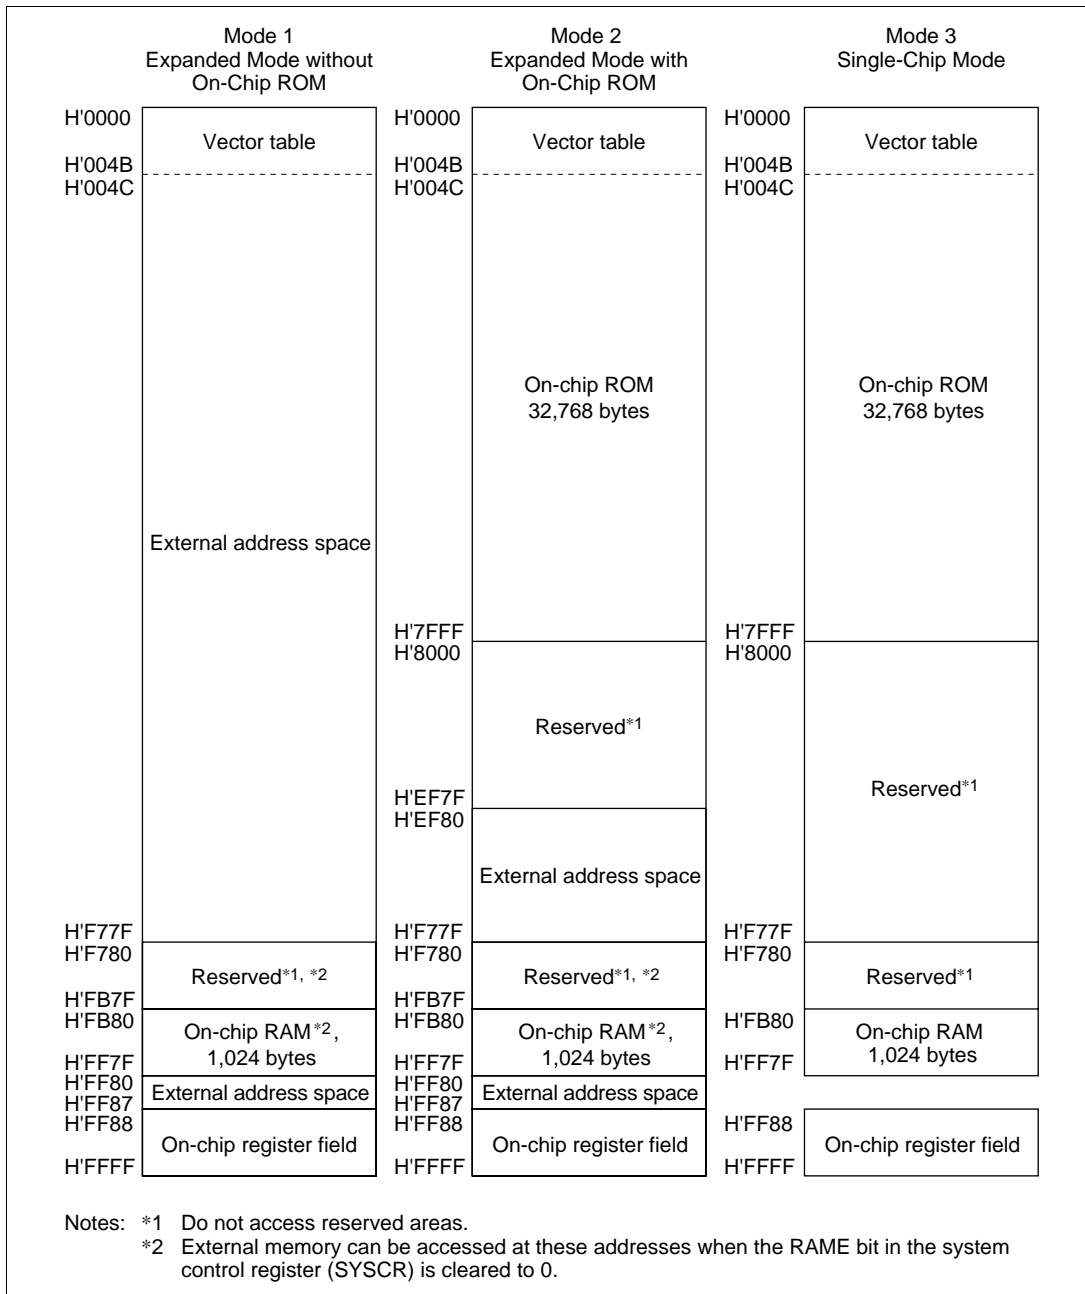 Mode 1
Expanded Mode without
On-Chip ROM
H'0000
Vector table
H'004B
H'004C
External address space
H'F77F
H'F780
Reserved*1, *2
H'FB7F
H'FB80
On-chip RAM*2,
1,024 bytes
H'FF7F
H'FF80
External address space
H'FF87
H'FF88
On-chip register field
H'FFFF
Mode 2
Expanded Mode with
On-Chip ROM
H'0000
Vector table
H'004B
H'004C
On-chip ROM
32,768 bytes
H'7FFF
H'8000
Reserved*1
H'EF7F
H'EF80
External address space
H'F77F
H'F780
Reserved*1, *2
H'FB7F
H'FB80
On-chip RAM*2,
1,024 bytes
H'FF7F
H'FF80
External address space
H'FF87
H'FF88
On-chip register field
H'FFFF
Mode 3
Single-Chip Mode
H'0000
Vector table
H'004B
H'004C
On-chip ROM
32,768 bytes
H'7FFF
H'8000
Reserved*1
H'F77F
H'F780
Reserved*1
H'FB80
On-chip RAM
1,024 bytes
H'FF7F
H'FF88
On-chip register field
H'FFFF
Notes: *1 Do not access reserved areas.
*2 External memory can be accessed at these addresses when the RAME bit in the system
control register (SYSCR) is cleared to 0.